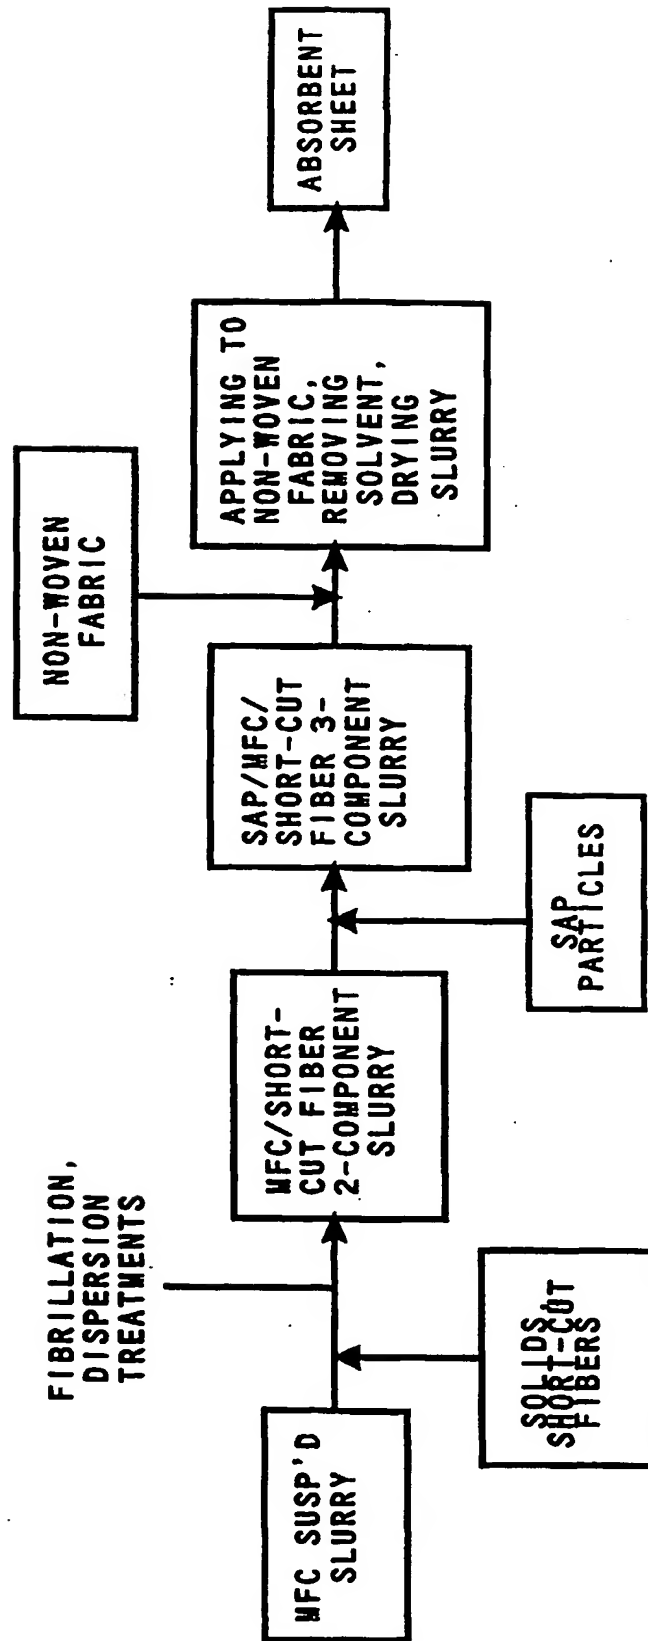 FIBRILLATION,
DISPERSION
TREATMENTS
MFC SUSP'D
SLURRY
SOLIDS,
SHORT-CUT
FIBERS
MFC/SHORT-
CUT FIBER
2-COMPONENT
SLURRY
SAP
PARTICLES
SAP/MFC/
SHORT-CUT
FIBER 3-
COMPONENT
SLURRY
NON-WOVEN
FABRIC
APPLYING TO
NON-WOVEN
FABRIC,
REMOVING
SOLVENT,
DRYING
SLURRY
ABSORBENT
SHEET